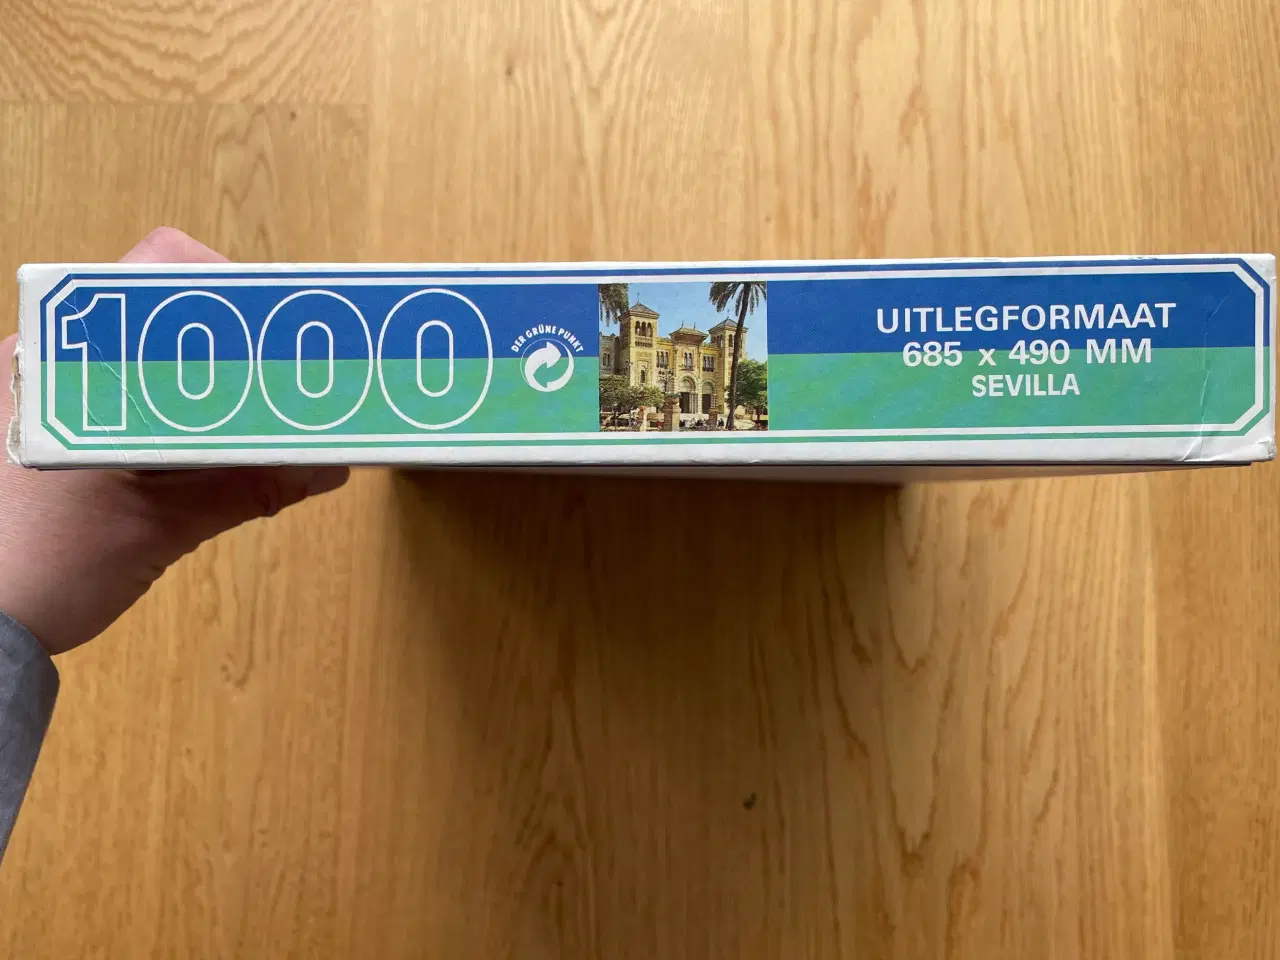 1000
DER GRÜNE PUNKT
UITLEGFORMAAT
685 x 490 MM
SEVILLA